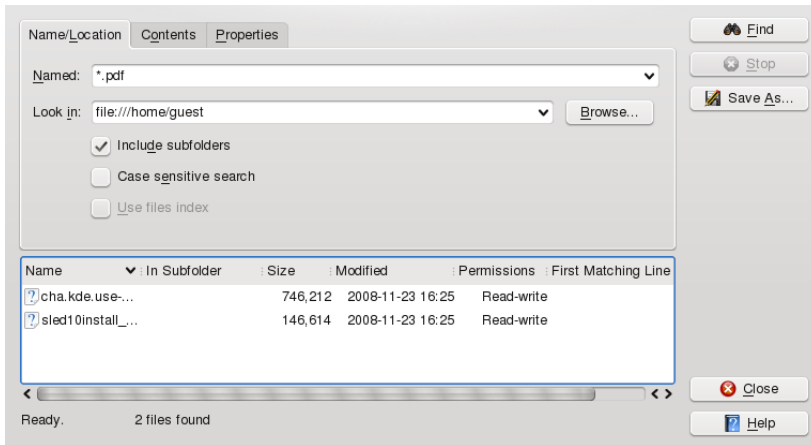 Name/Location Contents Properties
Find
Stop
Save As...
Named: *.pdf
Look in: file:///home/guest Browse...
Include subfolders
Case sensitive search
Use files index
Name In Subfolder Size Modified Permissions First Matching Line
cha.kde.use-... 746,212 2008-11-23 16:25 Read-write
sled10install_... 146,614 2008-11-23 16:25 Read-write
Close
Ready. 2 files found
Help